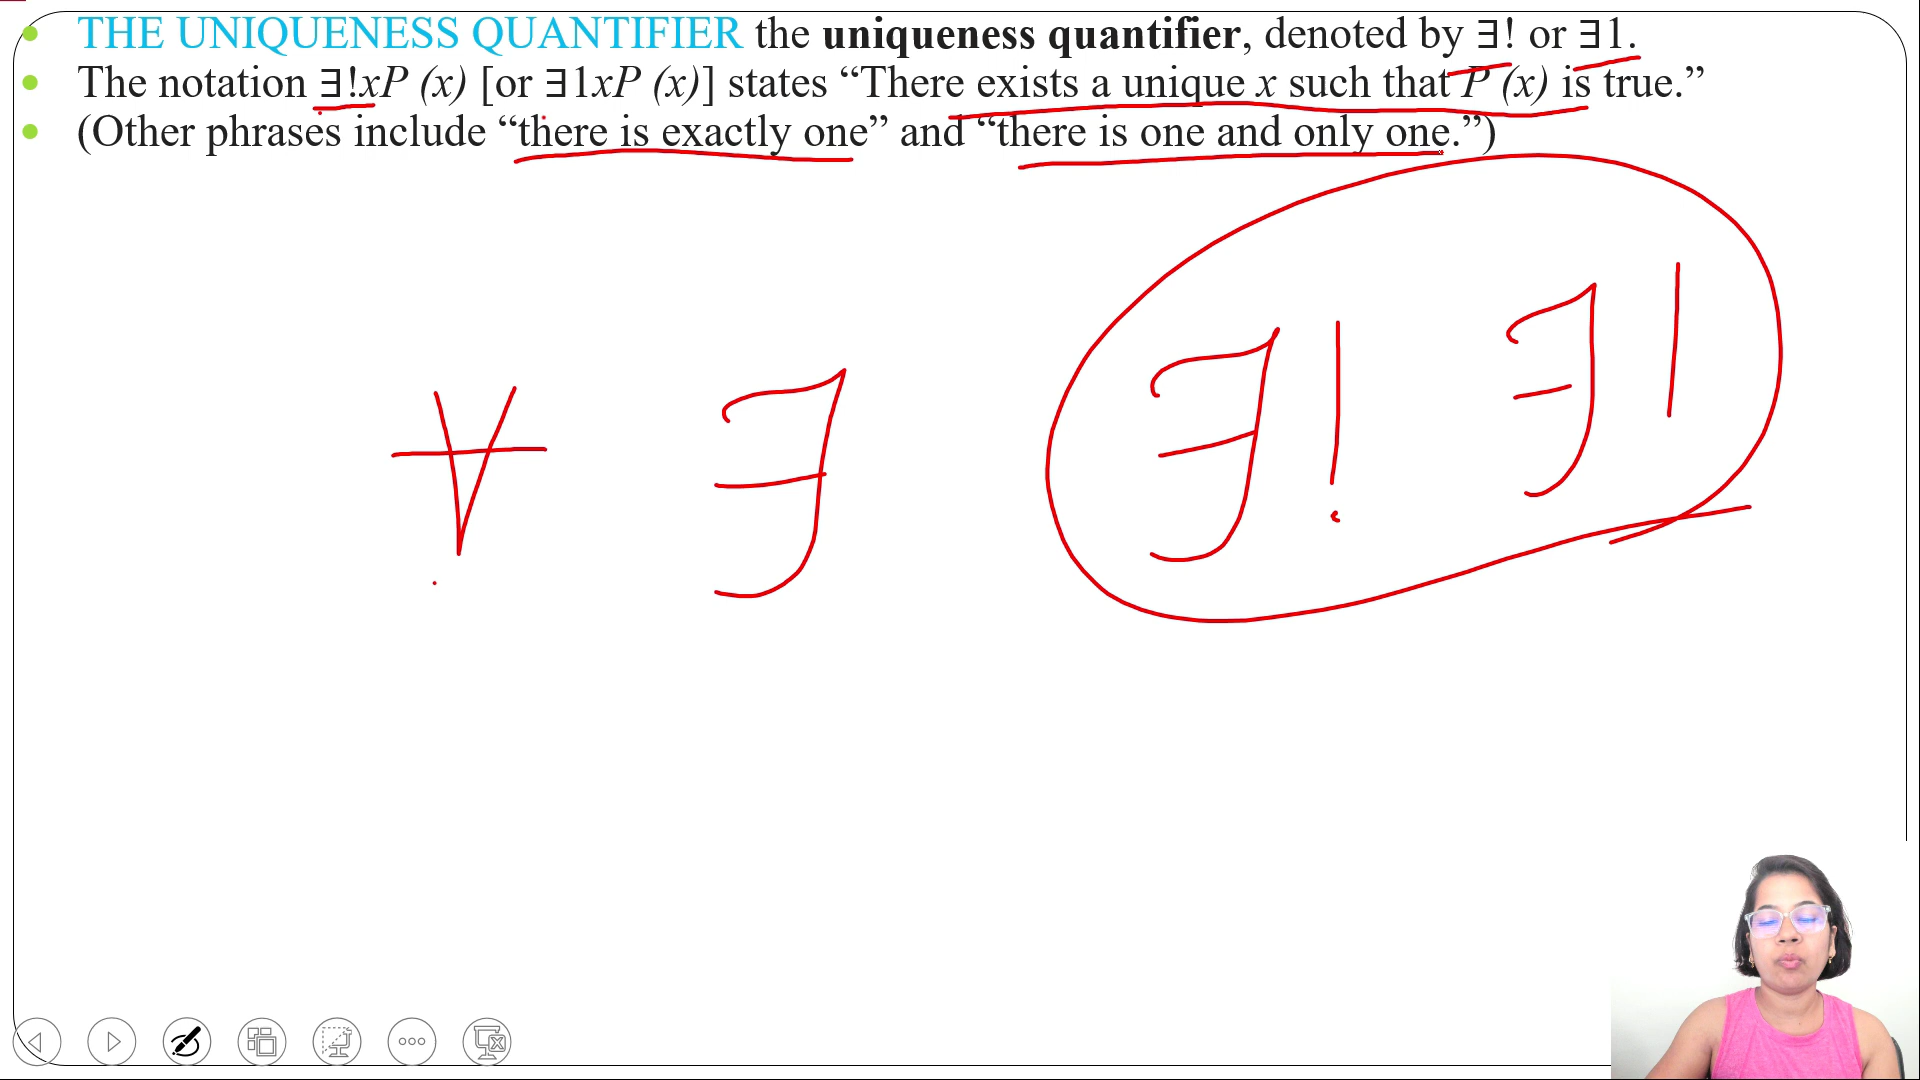 THE UNIQUENESS QUANTIFIER the uniqueness quantifier, denoted by ∃! or ∃1.
The notation ∃!xP (x) [or ∃1xP (x)] states “There exists a unique x such that P (x) is true.”
(Other phrases include “there is exactly one” and “there is one and only one.”)
∀ ∃ ∃! ∃1